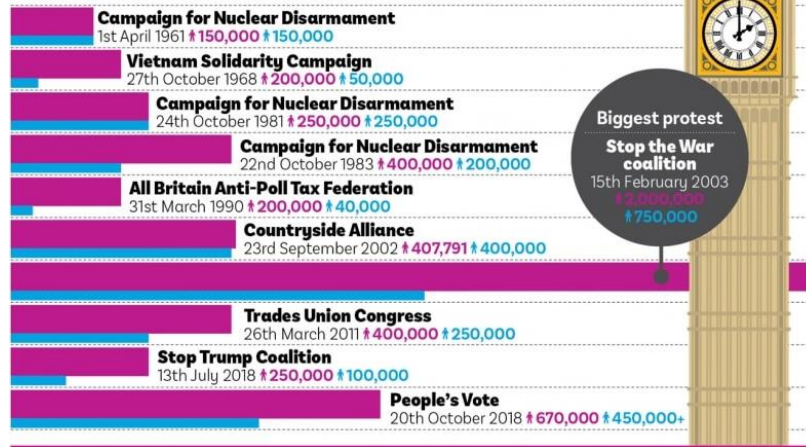 Campaign for Nuclear Disarmament
1st April 1961 150,000 150,000
Vietnam Solidarity Campaign
27th October 1968 200,000 50,000
Campaign for Nuclear Disarmament
24th October 1981 250,000 250,000
Campaign for Nuclear Disarmament
22nd October 1983 400,000 200,000
All Britain Anti-Poll Tax Federation
31st March 1990 200,000 40,000
Countryside Alliance
23rd September 2002 407,791 400,000
Biggest protest
Stop the War
coalition
15th February 2003
2,000,000
750,000
Trades Union Congress
26th March 2011 400,000 250,000
Stop Trump Coalition
13th July 2018 250,000 100,000
People's Vote
20th October 2018 670,000 450,000+